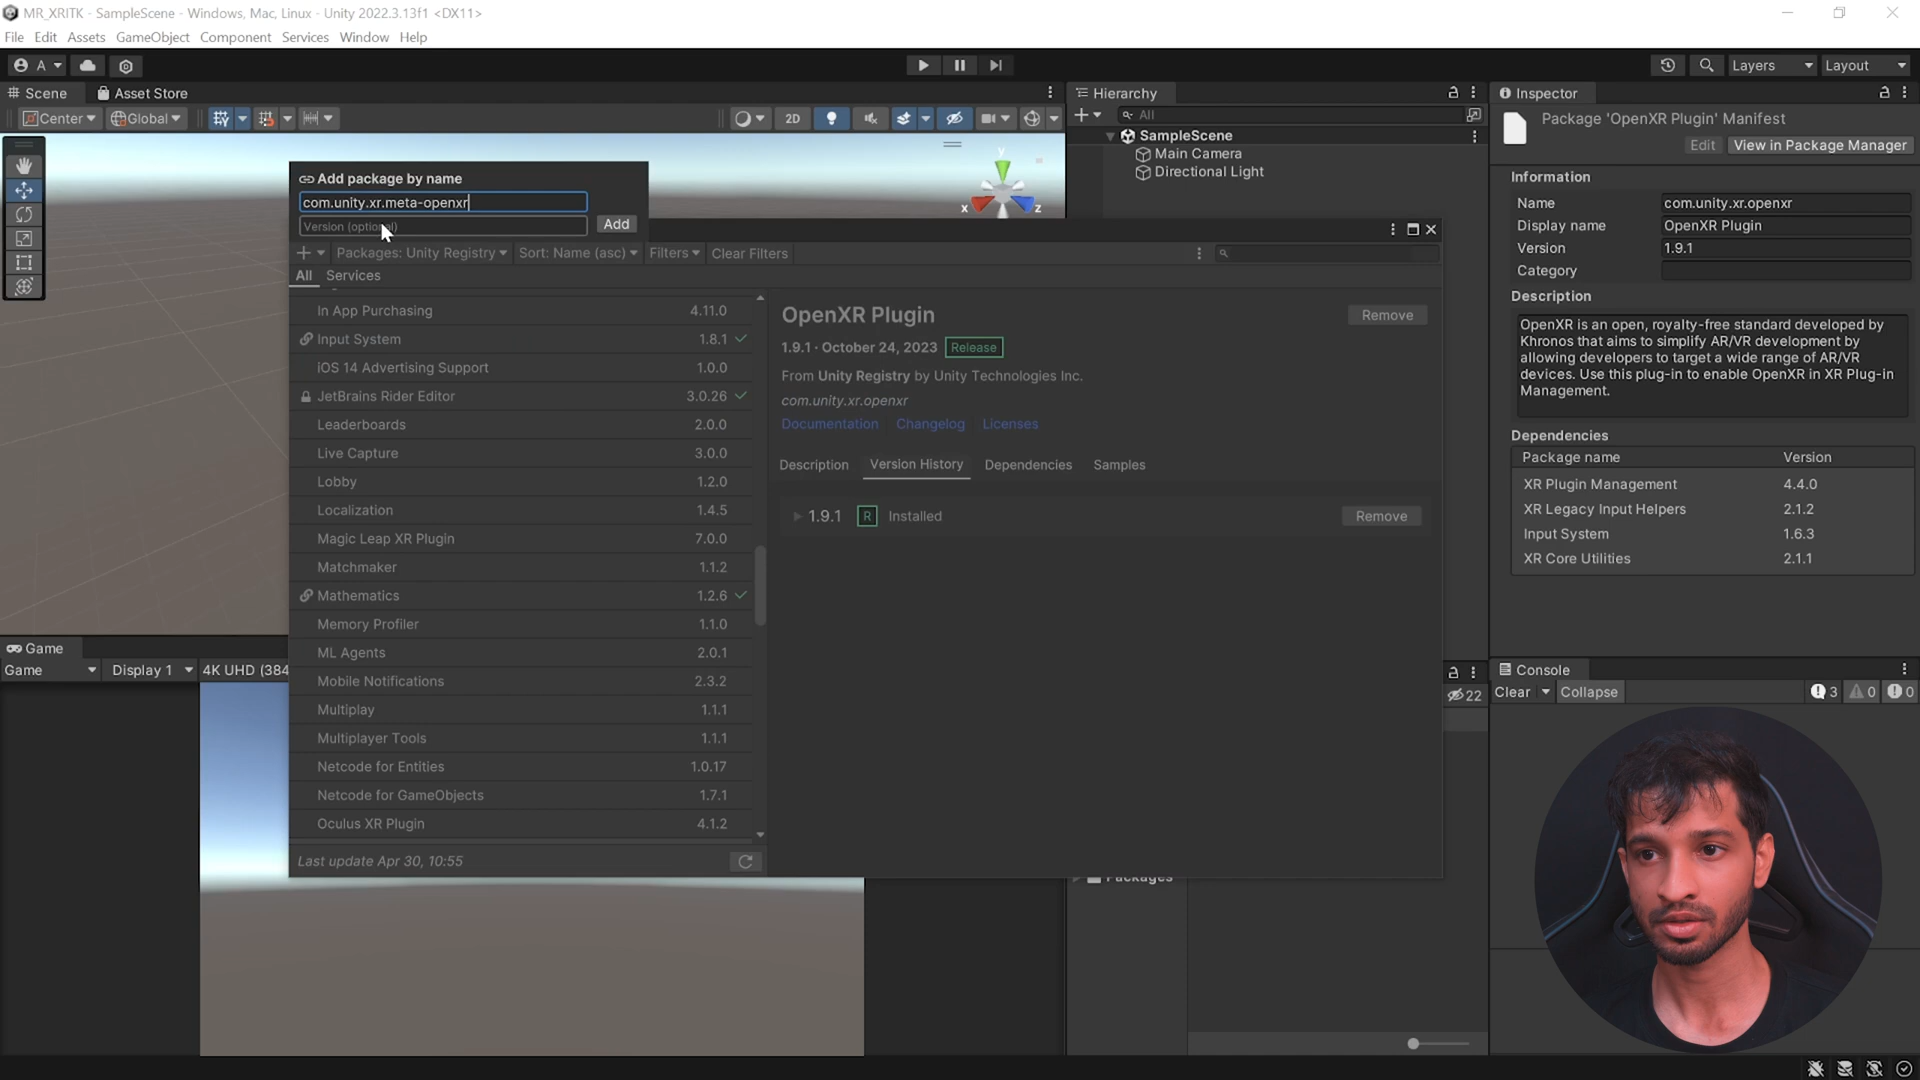 MR_XRITK - SampleScene - Windows, Mac, Linux - Unity 2022.3.13f1 <DX11>
File Edit Assets GameObject Component Services Window Help
A
Layers Layout
Scene Asset Store
Center Global 2D
Hierarchy
All
SampleScene
Main Camera
Directional Light
y
x z
Inspector
Package 'OpenXR Plugin' Manifest
Edit View in Package Manager
Information
Name com.unity.xr.openxr
Display name OpenXR Plugin
Version 1.9.1
Category
Description
OpenXR is an open, royalty-free standard developed by
Khronos that aims to simplify AR/VR development by
allowing developers to target a wide range of AR/VR
devices. Use this plug-in to enable OpenXR in XR Plug-in
Management.
Dependencies
Package name Version
XR Plugin Management 4.4.0
XR Legacy Input Helpers 2.1.2
Input System 1.6.3
XR Core Utilities 2.1.1
Add package by name
com.unity.xr.meta-openxr
Version (optional) Add
Packages: Unity Registry Sort: Name (asc) Filters Clear Filters
All Services
In App Purchasing 4.11.0
Input System 1.8.1
iOS 14 Advertising Support 1.0.0
JetBrains Rider Editor 3.0.26
Leaderboards 2.0.0
Live Capture 3.0.0
Lobby 1.2.0
Localization 1.4.5
Magic Leap XR Plugin 7.0.0
Matchmaker 1.1.2
Mathematics 1.2.6
Memory Profiler 1.1.0
ML Agents 2.0.1
Mobile Notifications 2.3.2
Multiplay 1.1.1
Multiplayer Tools 1.1.1
Netcode for Entities 1.0.17
Netcode for GameObjects 1.7.1
Oculus XR Plugin 4.1.2
Last update Apr 30, 10:55
OpenXR Plugin Remove
1.9.1 · October 24, 2023 Release
From Unity Registry by Unity Technologies Inc.
com.unity.xr.openxr
Documentation Changelog Licenses
Description Version History Dependencies Samples
1.9.1 R Installed Remove
Game
Game Display 1 4K UHD (384
22
Packages
Console
Clear Collapse 3 0 0